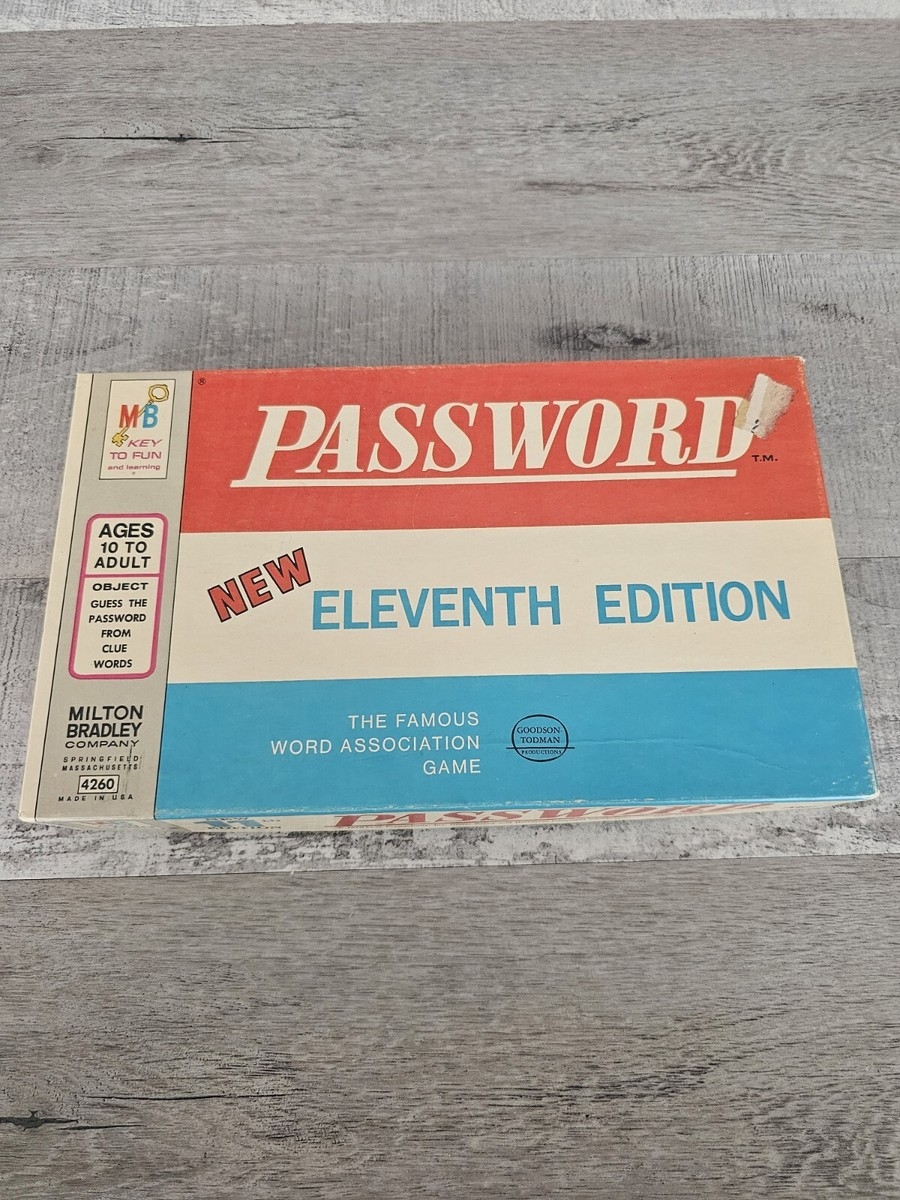 MB
®
KEY
TO FUN
and learning
AGES
10 TO
ADULT
OBJECT
GUESS THE
PASSWORD
FROM
CLUE
WORDS
MILTON
BRADLEY
COMPANY
SPRINGFIELD
MASSACHUSETTS
4260
MADE IN U.S.A.
PASSWORD
T.M.
NEW
ELEVENTH EDITION
THE FAMOUS
WORD ASSOCIATION
GAME
GOODSON-
TODMAN
PRODUCTIONS
PASSWORD